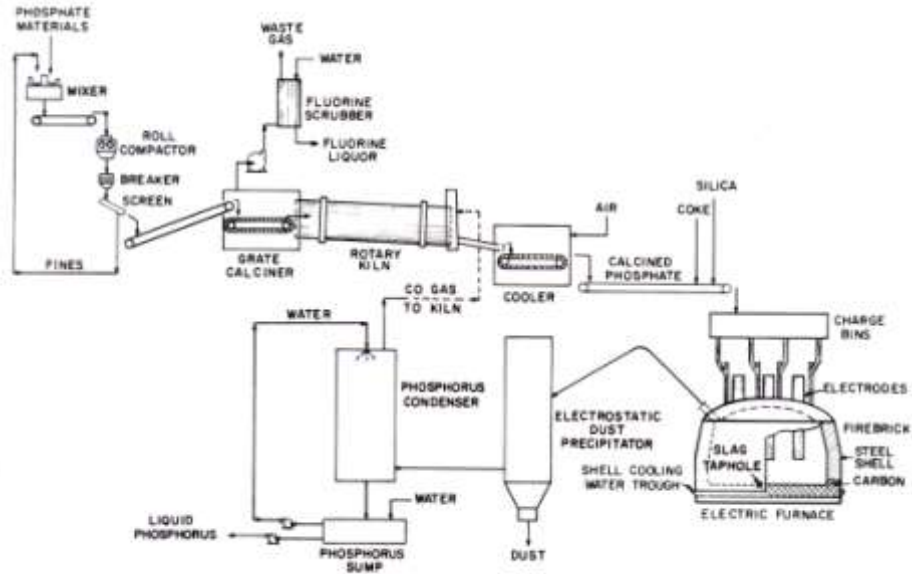 PHOSPHATE
MATERIALS
MIXER
ROLL
COMPACTOR
BREAKER
SCREEN
FINES
WASTE
GAS
WATER
FLUORINE
SCRUBBER
FLUORINE
LIQUOR
GRATE
CALCINER
ROTARY
KILN
AIR
COOLER
SILICA
COKE
CALCINED
PHOSPHATE
CO GAS
TO KILN
WATER
PHOSPHORUS
CONDENSER
CHARGE
BINS
ELECTRODES
FIREBRICK
STEEL
SHELL
CARBON
SLAG
TAPHOLE
SHELL COOLING
WATER TROUGH
ELECTRIC FURNACE
ELECTROSTATIC
DUST
PRECIPITATOR
DUST
WATER
LIQUID
PHOSPHORUS
PHOSPHORUS
SUMP